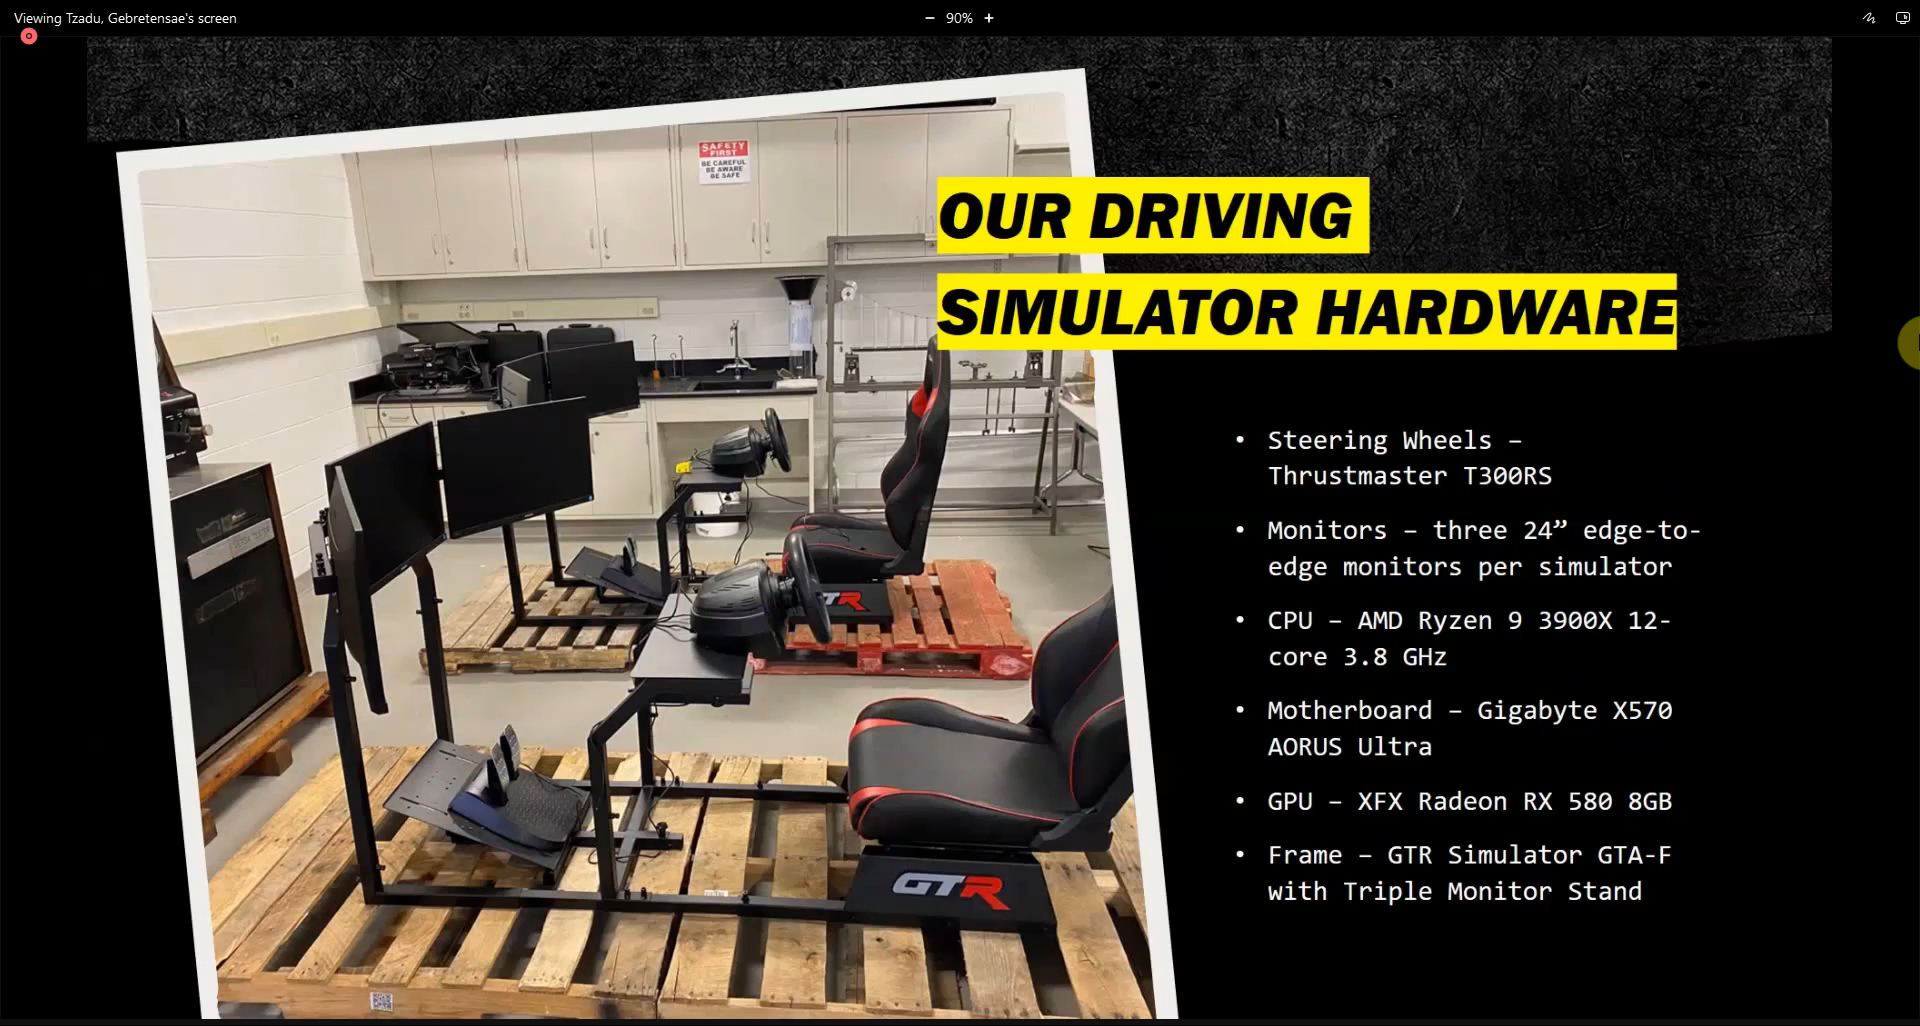 Viewing Tzadu, Gebretensae's screen
− 90% +
SAFETY
FIRST
BE CAREFUL
BE AWARE
BE SAFE
OUR DRIVING
SIMULATOR HARDWARE
• Steering Wheels –
Thrustmaster T300RS
• Monitors – three 24” edge-to-
edge monitors per simulator
• CPU – AMD Ryzen 9 3900X 12-
core 3.8 GHz
• Motherboard – Gigabyte X570
AORUS Ultra
• GPU – XFX Radeon RX 580 8GB
• Frame – GTR Simulator GTA-F
with Triple Monitor Stand
GTR